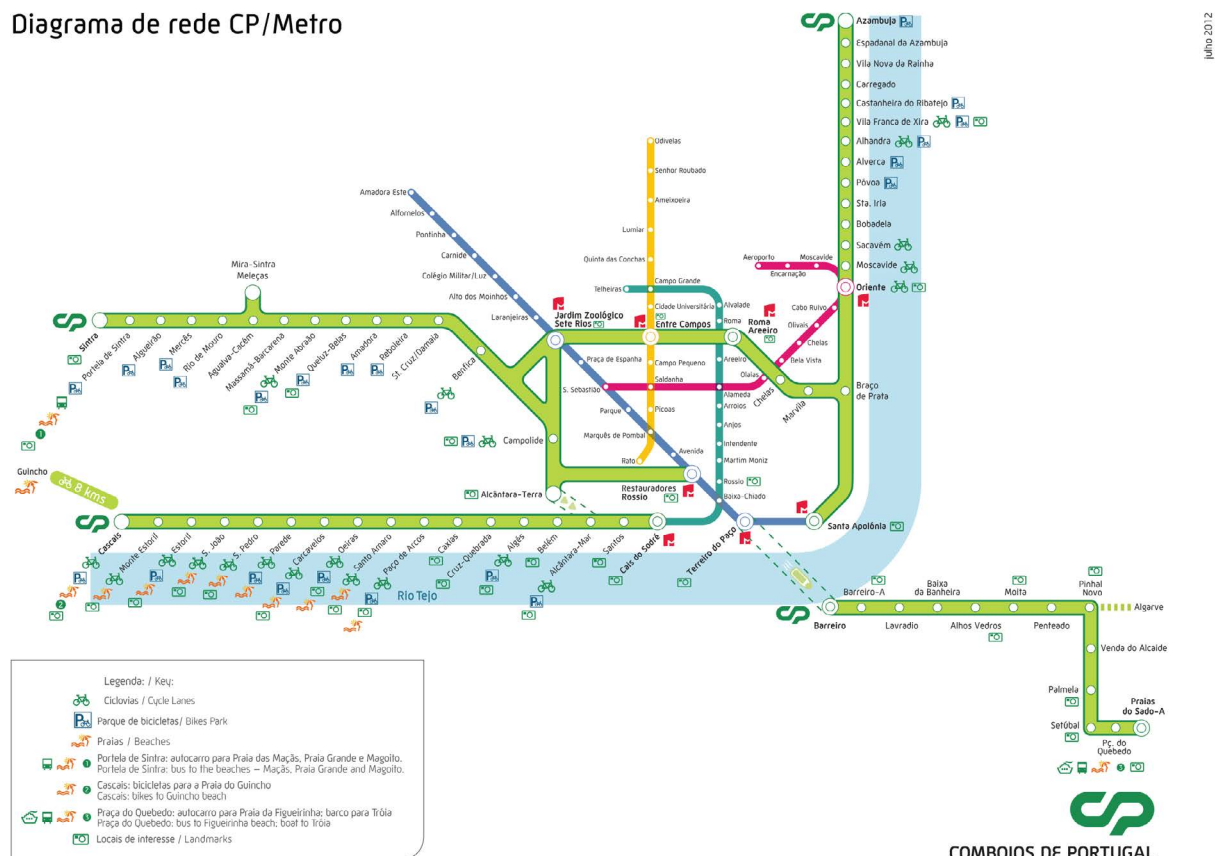 Diagrama de rede CP/Metro
julho 2012
Azambuja
Espadanal da Azambuja
Vila Nova da Rainha
Carregado
Castanheira do Ribatejo
Vila Franca de Xira
Alhandra
Alverca
Póvoa
Sta. Iria
Bobadela
Sacavém
Moscavide
Oriente
Braço
de Prata
Santa Apolónia
Odivelas
Senhor Roubado
Ameixoeira
Lumiar
Quinta das Conchas
Campo Grande
Cidade Universitária
Entre Campos
Campo Pequeno
Saldanha
Picoas
Marquês de Pombal
Rato
Amadora Este
Alfornelos
Pontinha
Carnide
Colégio Militar/Luz
Alto dos Moinhos
Laranjeiras
Jardim Zoológico
Sete Rios
Praça de Espanha
S. Sebastião
Parque
Avenida
Restauradores
Rossio
Terreiro do Paço
Telheiras
Alvalade
Roma
Areeiro
Alameda
Arroios
Anjos
Intendente
Martim Moniz
Rossio
Baixa-Chiado
Cais do Sodré
Aeroporto
Encarnação
Moscavide
Cabo Ruivo
Olivais
Chelas
Bela Vista
Olaias
Roma
Areeiro
Chelas
Marvila
Mira-Sintra
Meleças
Sintra
Portela de Sintra
Algueirão
Mercês
Rio de Mouro
Agualva-Cacém
Massamá-Barcarena
Monte Abraão
Queluz-Belas
Amadora
Reboleira
St. Cruz/Damaia
Benfica
Campolide
Alcântara-Terra
Guincho
8 kms
Cascais
Monte Estoril
Estoril
S. João
S. Pedro
Parede
Carcavelos
Oeiras
Santo Amaro
Paço de Arcos
Caxias
Cruz-Quebrada
Algés
Belém
Alcântara-Mar
Santos
Rio Tejo
Barreiro
Barreiro-A
Lavradio
Baixa
da Banheira
Alhos Vedros
Moita
Penteado
Pinhal
Novo
Algarve
Venda do Alcaide
Palmela
Setúbal
Pç. do
Quebedo
Praias
do Sado-A
Legenda: / Key:
Ciclovias / Cycle Lanes
Parque de bicicletas/ Bikes Park
Praias / Beaches
1 Portela de Sintra: autocarro para Praia das Maçãs, Praia Grande e Magoito.
Portela de Sintra: bus to the beaches – Maçãs, Praia Grande and Magoito.
2 Cascais: bicicletas para a Praia do Guincho
Cascais: bikes to Guincho beach
3 Praça do Quebedo: autocarro para Praia da Figueirinha; barco para Tróia
Praça do Quebedo: bus to Figueirinha beach; boat to Tróia
Locais de interesse / Landmarks
COMBOIOS DE PORTUGAL